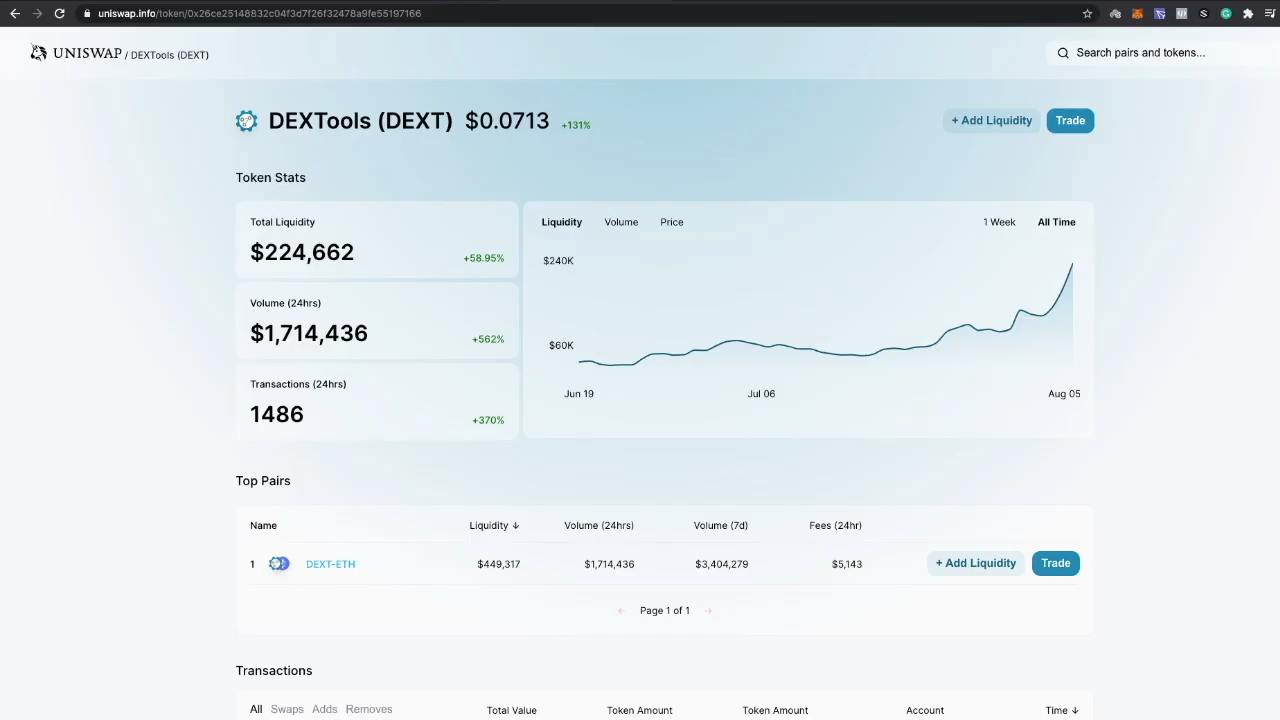 uniswap.info/token/0x26ce25148832c04f3d7f26f32478a9fe55197166
UNISWAP / DEXTools (DEXT)
Search pairs and tokens...
DEXTools (DEXT) $0.0713 +131%
+ Add Liquidity Trade
Token Stats
Total Liquidity
$224,662 +58.95%
Volume (24hrs)
$1,714,436 +562%
Transactions (24hrs)
1486 +370%
Liquidity Volume Price 1 Week All Time
$240K
$60K
Jun 19 Jul 06 Aug 05
Top Pairs
Name Liquidity ↓ Volume (24hrs) Volume (7d) Fees (24hr)
1 DEXT-ETH $449,317 $1,714,436 $3,404,279 $5,143 + Add Liquidity Trade
← Page 1 of 1 →
Transactions
All Swaps Adds Removes Total Value Token Amount Token Amount Account Time ↓